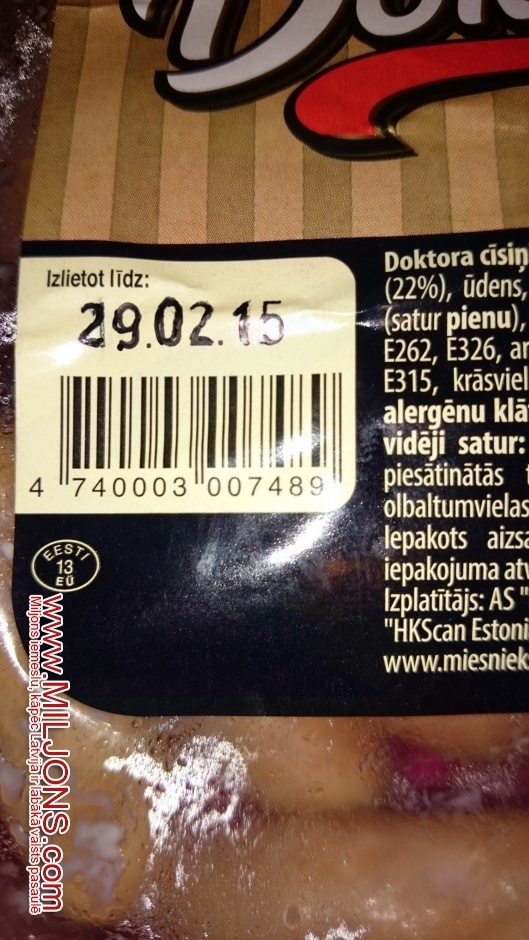 Izlietot līdz:
29.02.15
4 740003 007489
EESTI
13
EÜ
Doktora cīsiņ
(22%), ūdens,
(satur pienu),
E262, E326, an
E315, krāsviel
alergēnu klā
vidēji satur:
piesātinātās t
olbaltumvielas
Iepakots aizsa
iepakojuma atv
Izplatītājs: AS "
"HKScan Estoni
www.miesniek
www.MILJONS.com
Miljons iemeslu, kāpēc Latvija ir labākā valsts pasaulē